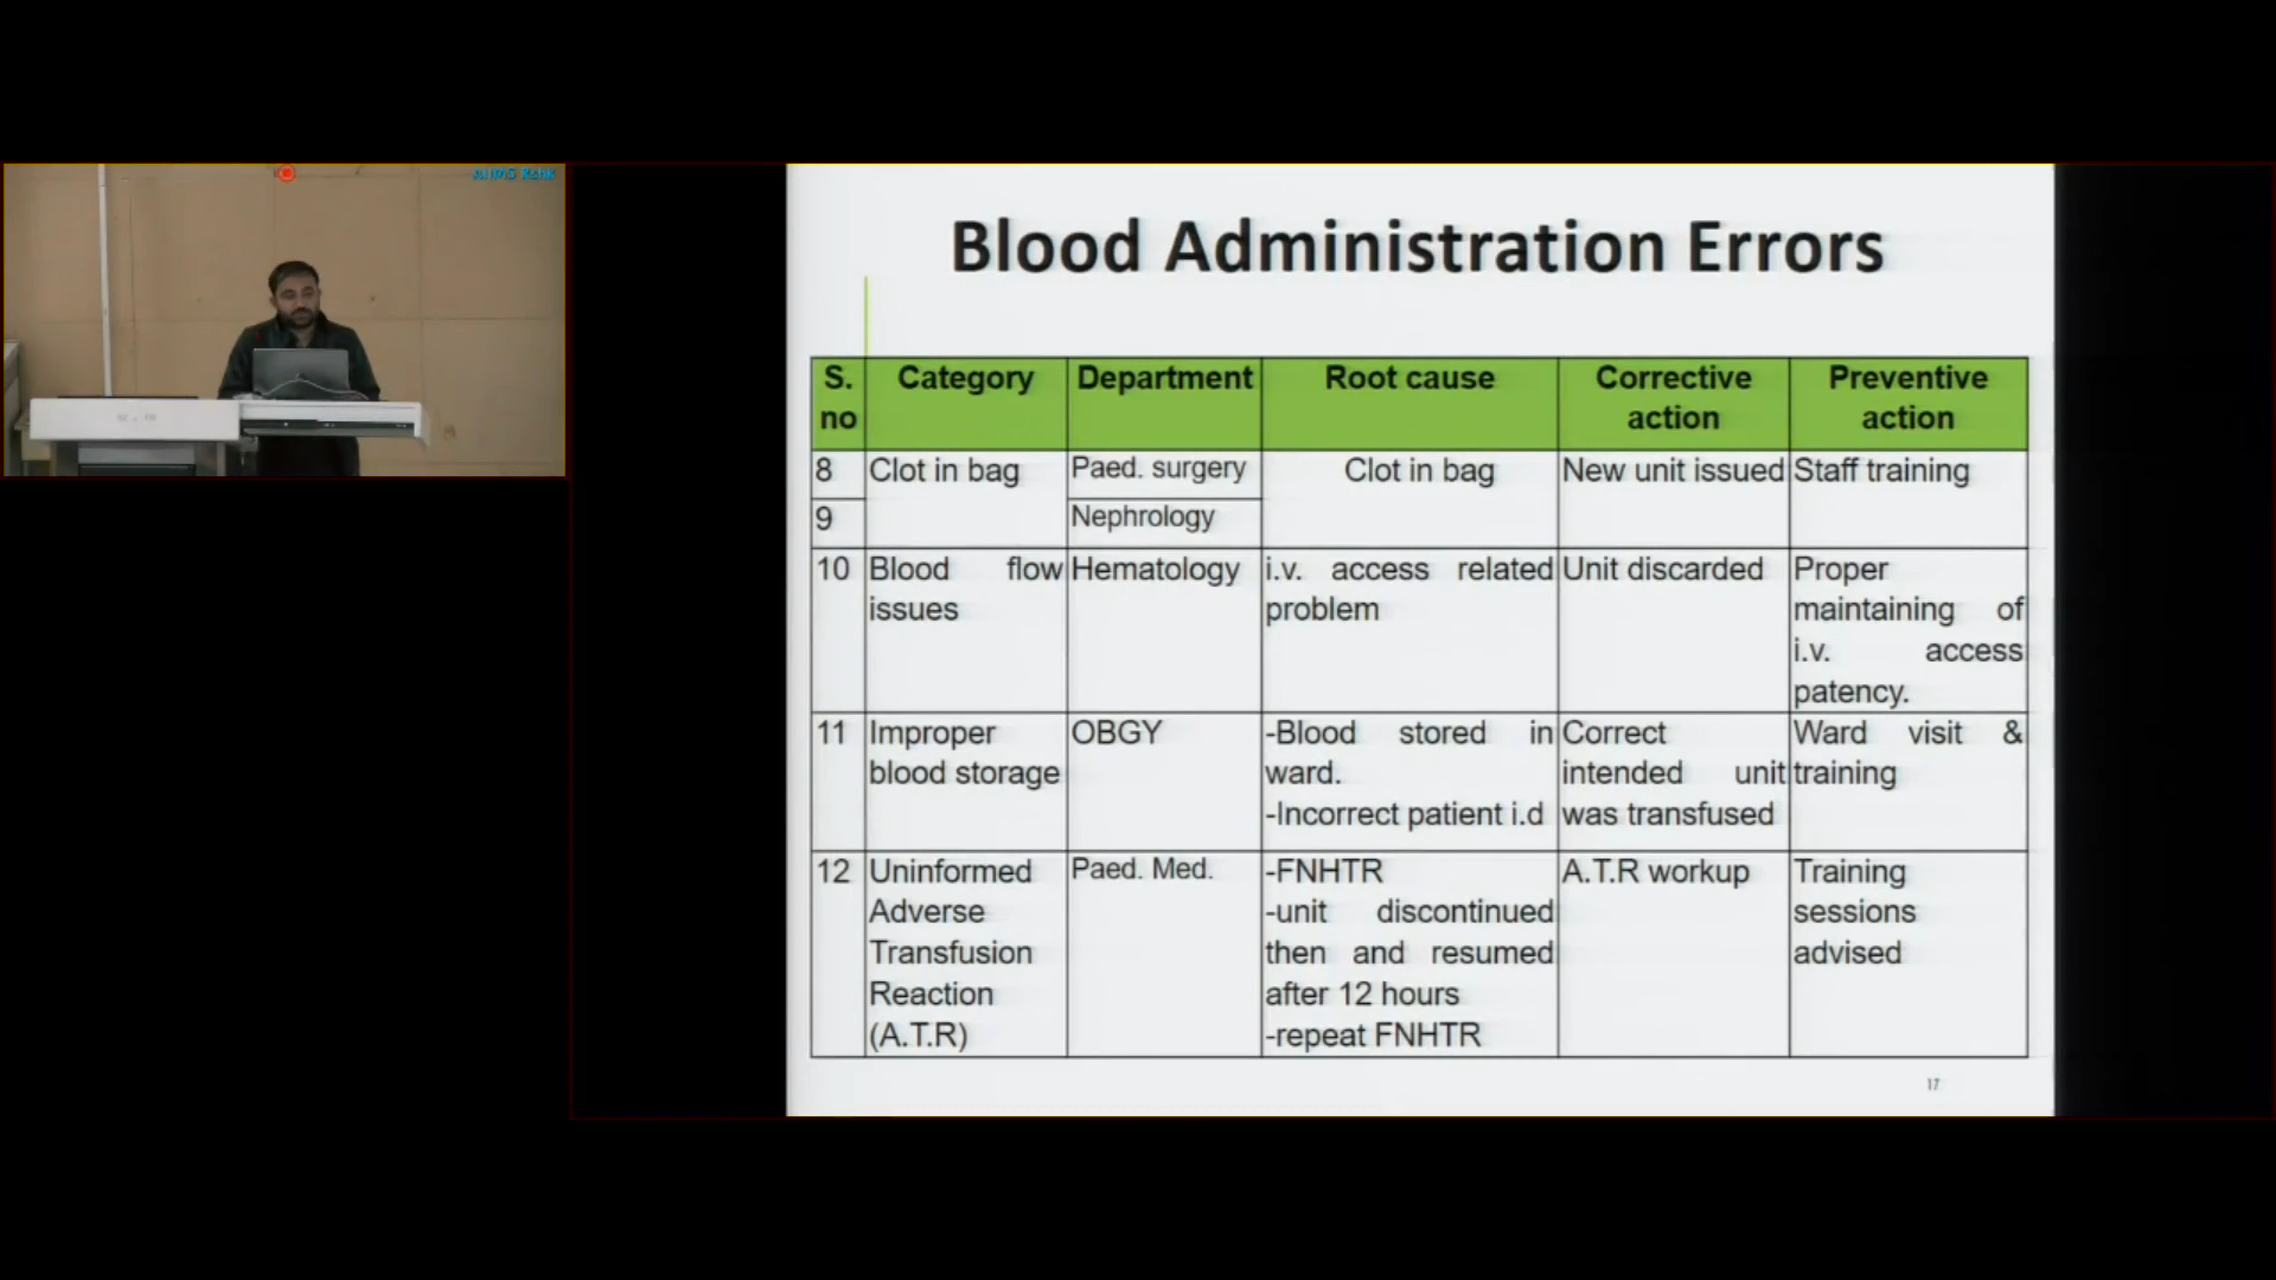 Blood Administration Errors
S. no
Category
Department
Root cause
Corrective action
Preventive action
8
Clot in bag
Paed. surgery
Clot in bag
New unit issued
Staff training
9
Nephrology
10
Blood flow
issues
Hematology
i.v. access related
problem
Unit discarded
Proper
maintaining of
i.v. access
patency.
11
Improper
blood storage
OBGY
-Blood stored in
ward.
-Incorrect patient i.d
Correct
intended unit
was transfused
Ward visit &
training
12
Uninformed
Adverse
Transfusion
Reaction
(A.T.R)
Paed. Med.
-FNHTR
-unit discontinued
then and resumed
after 12 hours
-repeat FNHTR
A.T.R workup
Training
sessions
advised
17